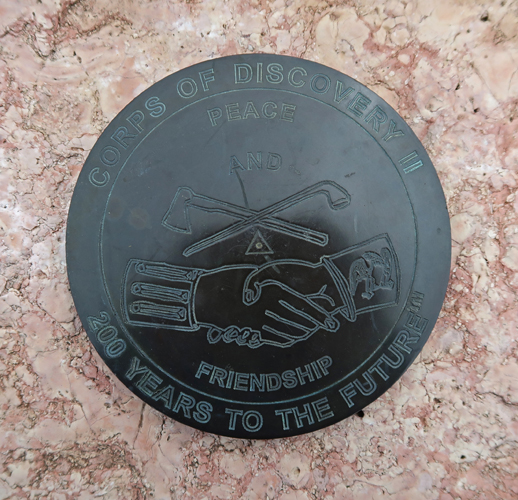 CORPS OF DISCOVERY II
PEACE
AND
FRIENDSHIP
200 YEARS TO THE FUTURE™